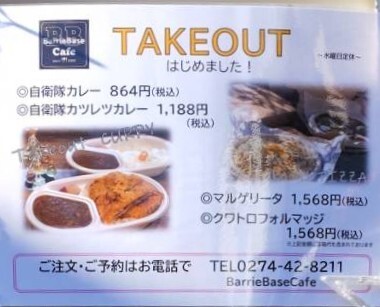 BB
BarrieBase
Cafe
TAKEOUT
はじめました！
～水曜日定休～
◎自衛隊カレー 864円(税込)
◎自衛隊カツレツカレー 1,188円
(税込)
CURRY
PIZZA
◎マルゲリータ 1,568円(税込)
◎クワトロフォルマッジ
1,568円(税込)
ご注文・ご予約はお電話で TEL0274-42-8211
BarrieBaseCafe